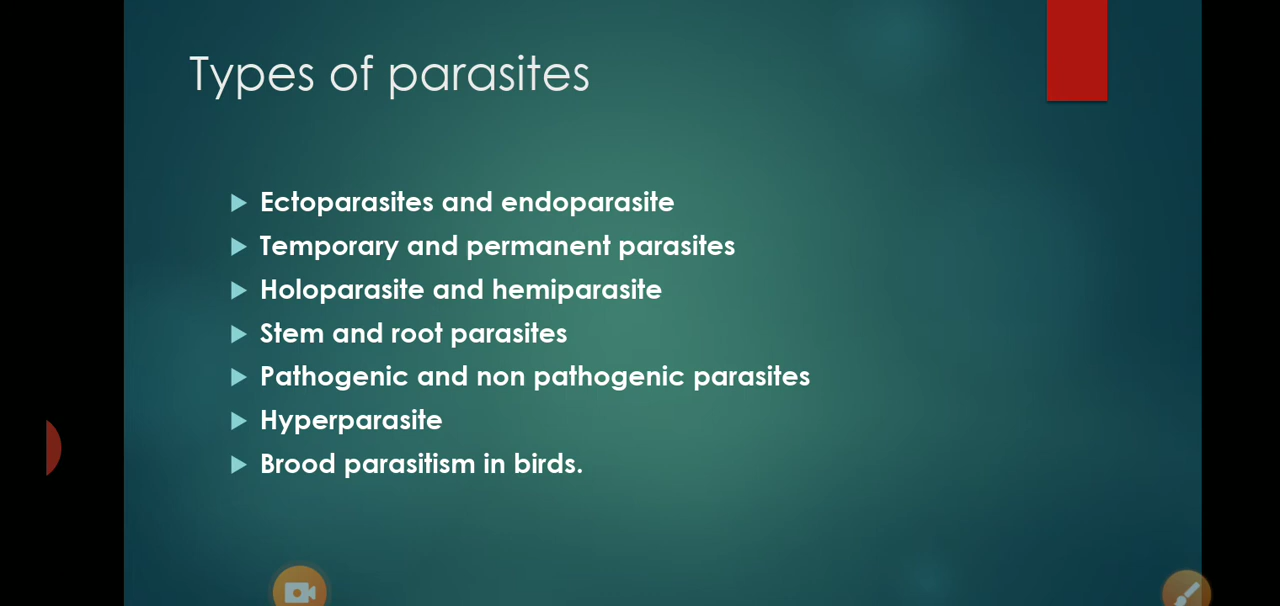 Types of parasites
Ectoparasites and endoparasite
Temporary and permanent parasites
Holoparasite and hemiparasite
Stem and root parasites
Pathogenic and non pathogenic parasites
Hyperparasite
Brood parasitism in birds.